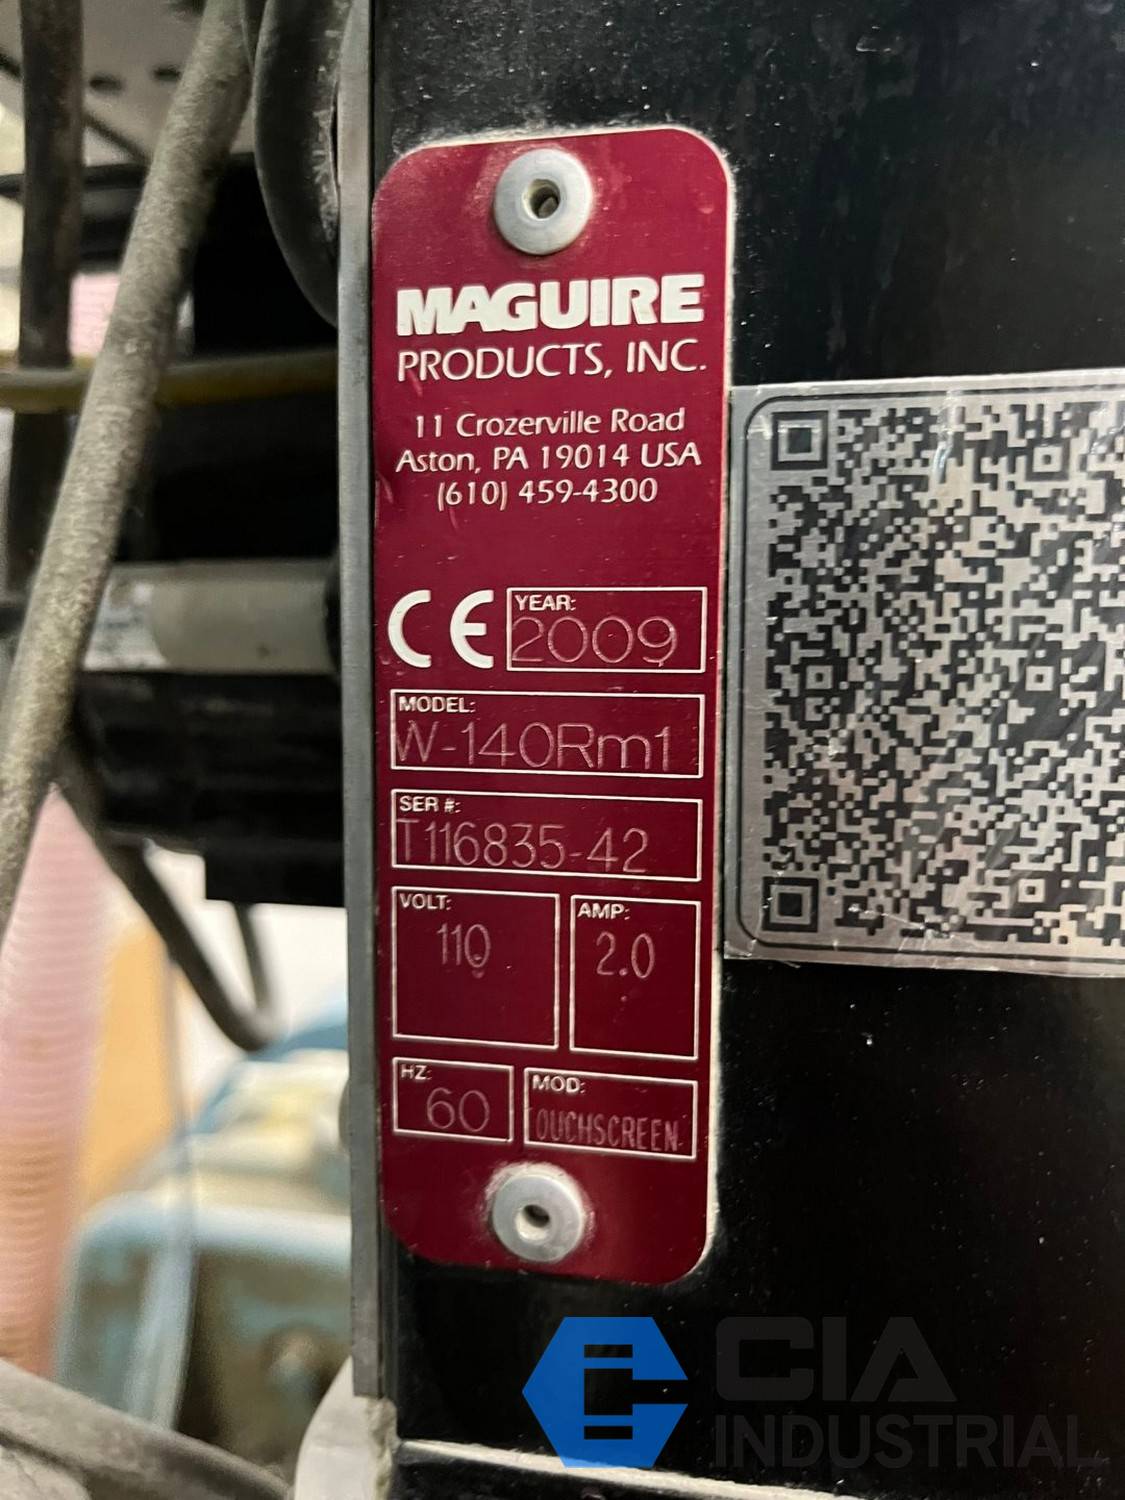 MAGUIRE
PRODUCTS, INC.
11 Crozerville Road
Aston, PA 19014 USA
(610) 459-4300
CE
YEAR:
2009
MODEL:
W-140Rm1
SER #:
T116835-42
VOLT:
110
AMP:
2.0
HZ:
60
MOD:
TOUCHSCREEN
CIA
INDUSTRIAL